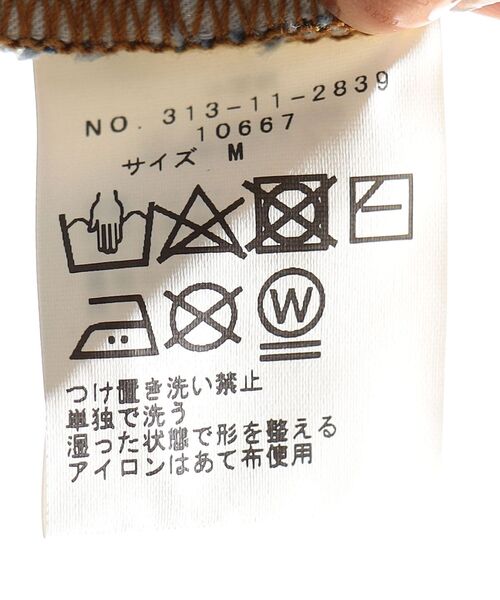 NO. 313-11-2839
10667
サイズ M
W
つけ置き洗い禁止
単独で洗う
湿った状態で形を整える
アイロンはあて布使用